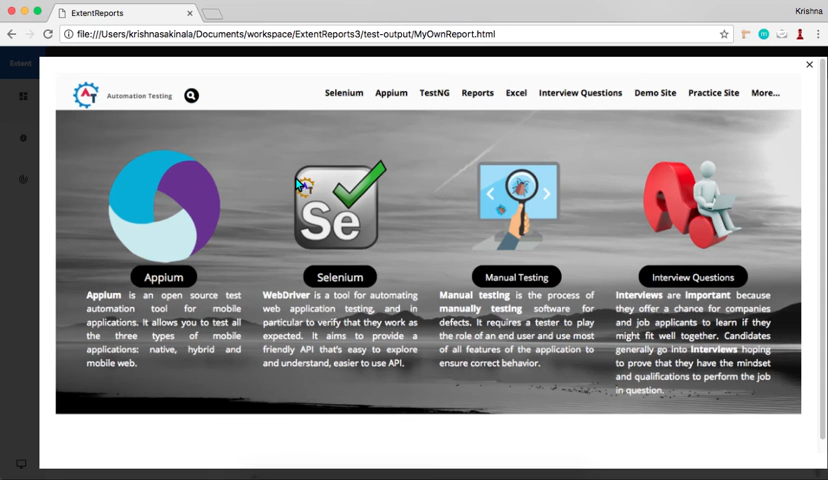 ExtentReports
Krishna
file:///Users/krishnasakinala/Documents/workspace/ExtentReports3/test-output/MyOwnReport.html
Extent
Automation Testing
Selenium Appium TestNG Reports Excel Interview Questions Demo Site Practice Site More...
Se
Appium
Appium is an open source test
automation tool for mobile
applications. It allows you to test all
the three types of mobile
applications: native, hybrid and
mobile web.
Selenium
WebDriver is a tool for automating
web application testing, and in
particular to verify that they work as
expected. It aims to provide a
friendly API that's easy to explore
and understand, easier to use API.
Manual Testing
Manual testing is the process of
manually testing software for
defects. It requires a tester to play
the role of an end user and use most
of all features of the application to
ensure correct behavior.
Interview Questions
Interviews are important because
they offer a chance for companies
and job applicants to learn if they
might fit well together. Candidates
generally go into Interviews hoping
to prove that they have the mindset
and qualifications to perform the job
in question.